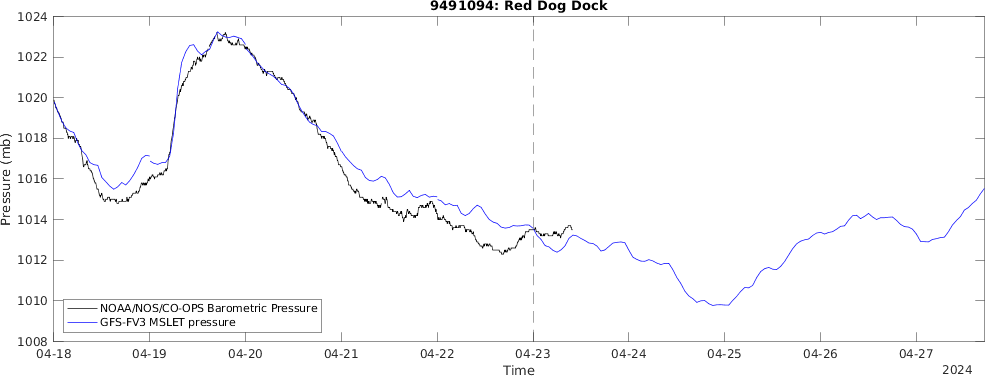 9491094: Red Dog Dock
1024
1022
1020
1018
1016
1014
1012
1010
1008
Pressure (mb)
NOAA/NOS/CO-OPS Barometric Pressure
GFS-FV3 MSLET pressure
04-18 04-19 04-20 04-21 04-22 04-23 04-24 04-25 04-26 04-27
Time
2024